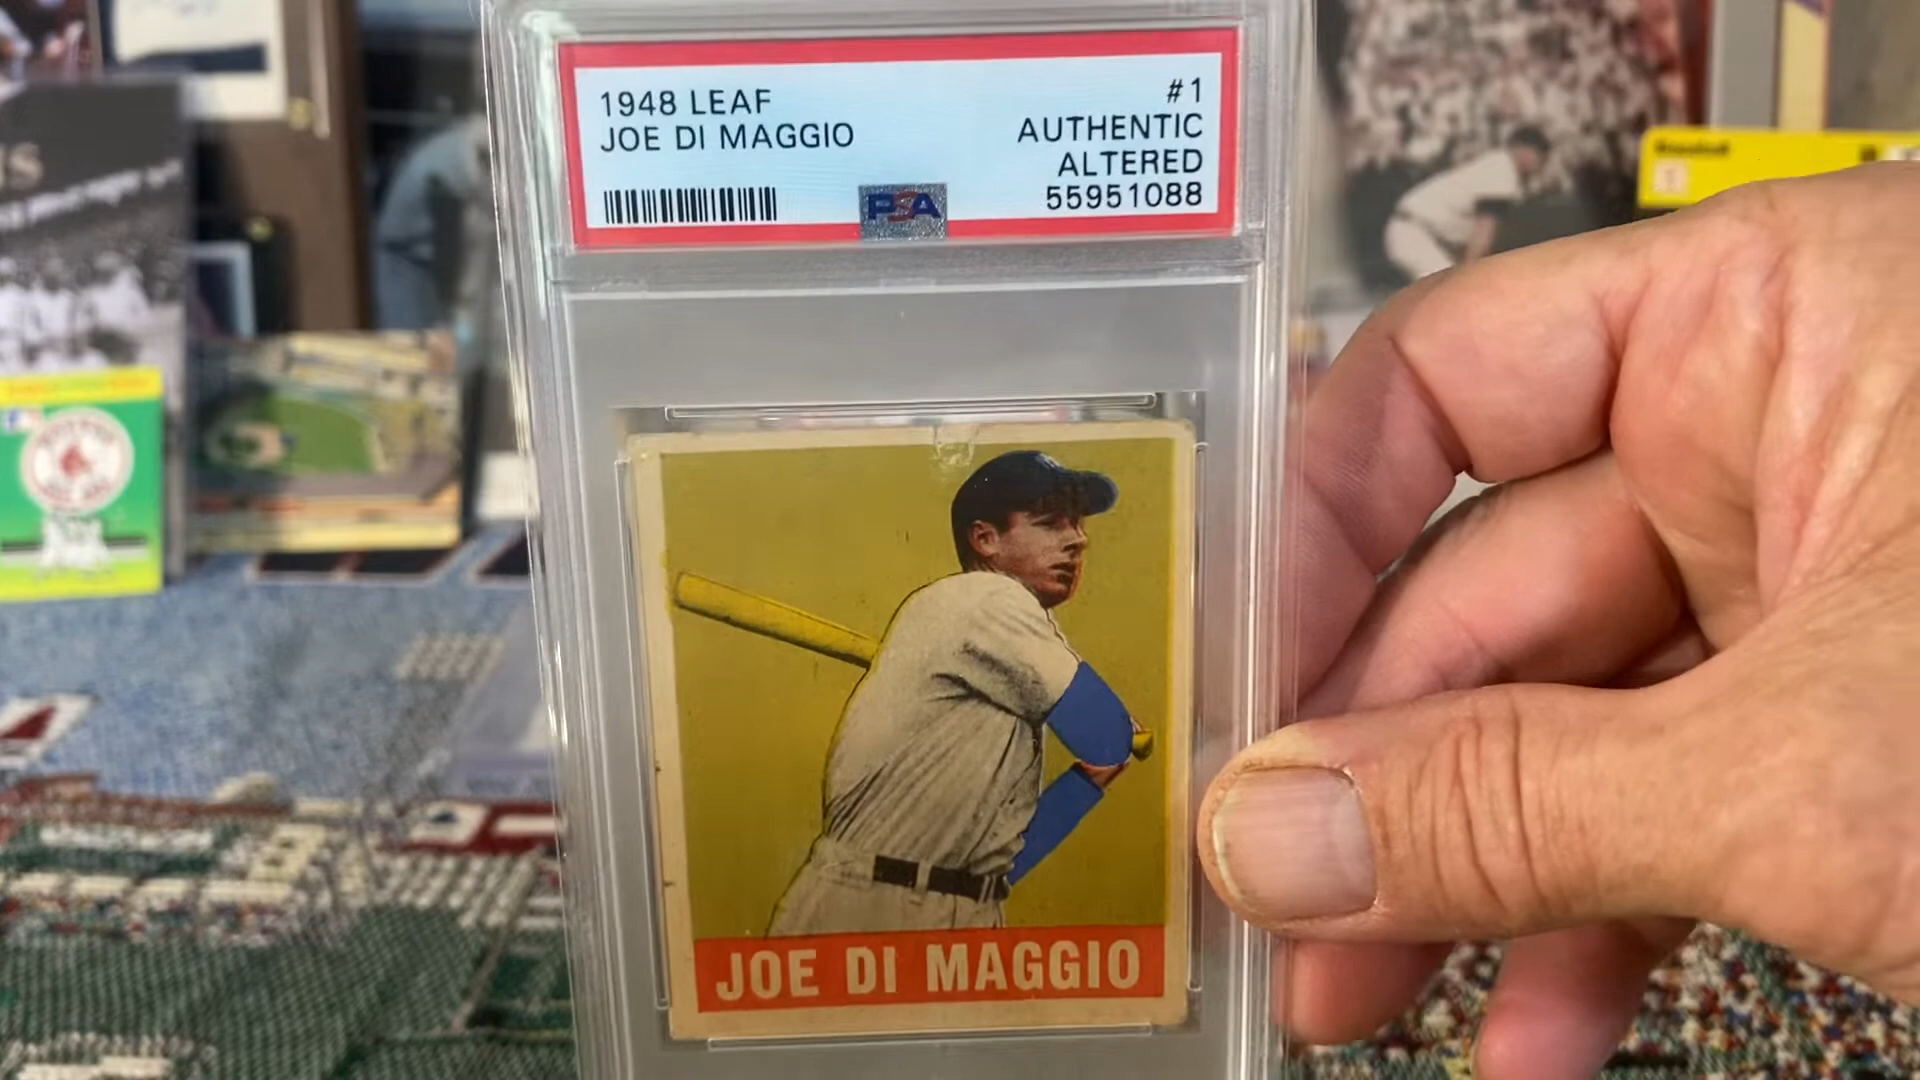 1948 LEAF
JOE DI MAGGIO
#1
AUTHENTIC
ALTERED
55951088
PSA
JOE DI MAGGIO